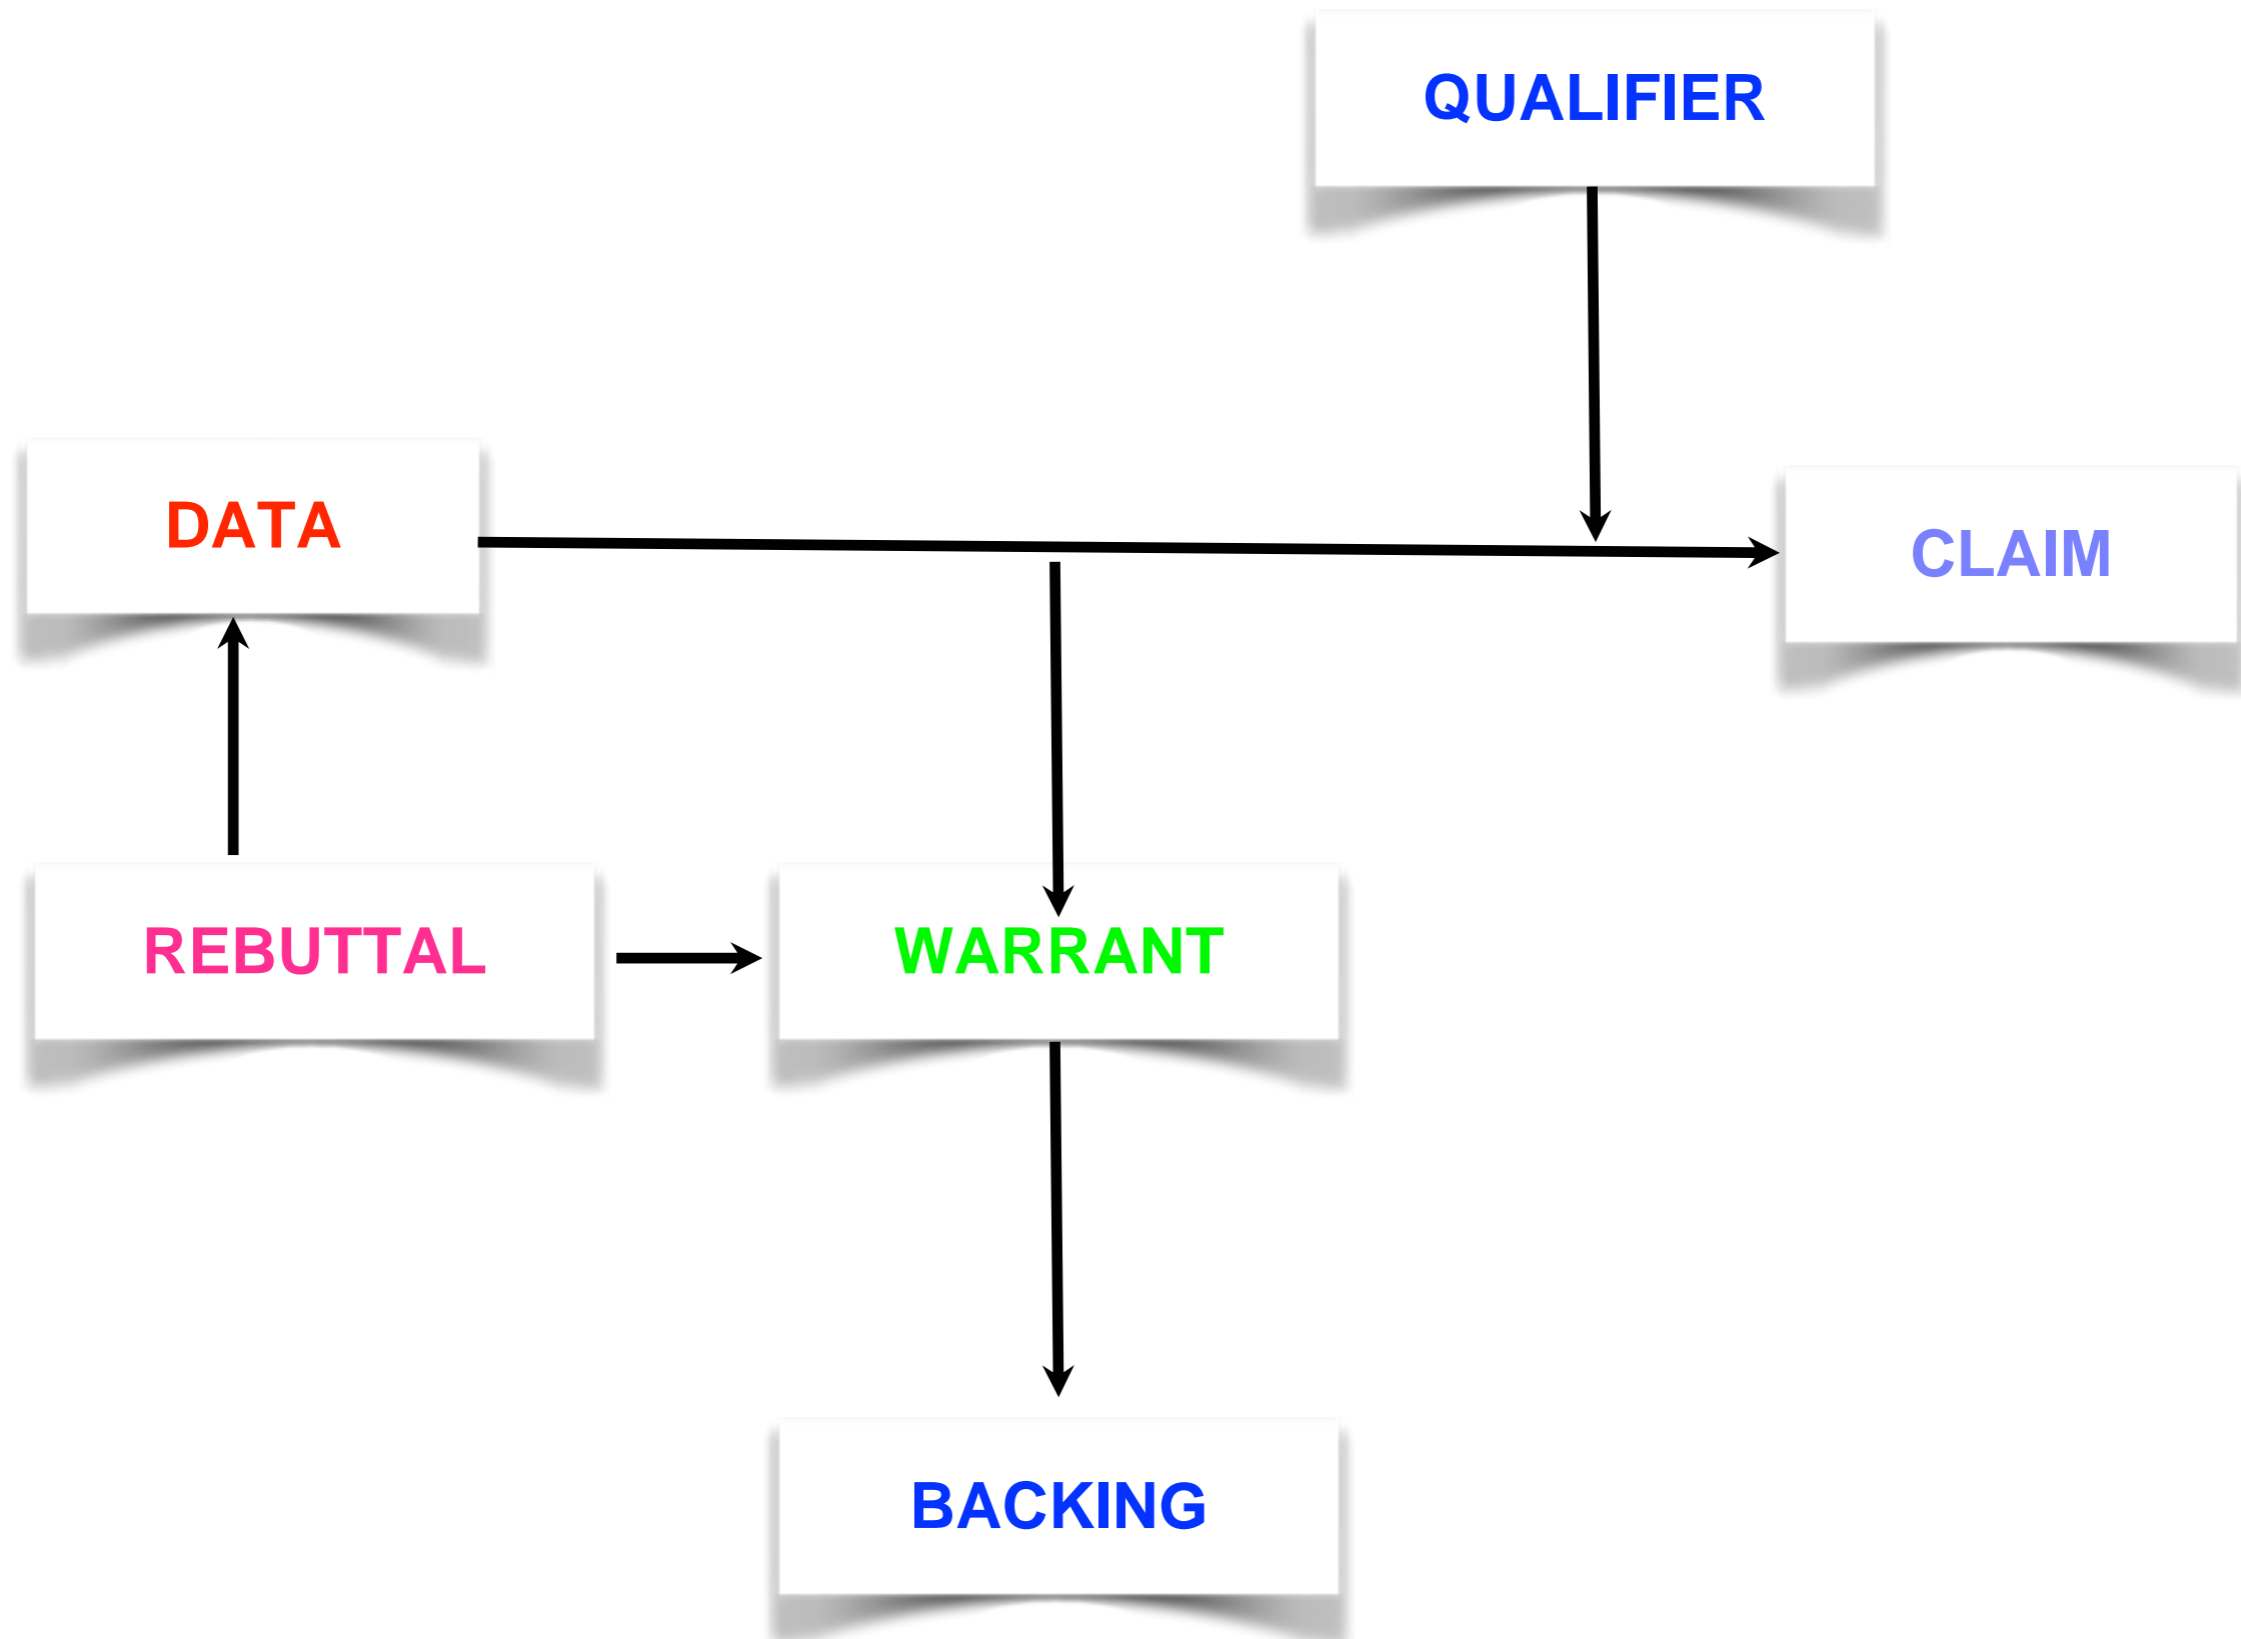 QUALIFIER
DATA
CLAIM
REBUTTAL
WARRANT
BACKING